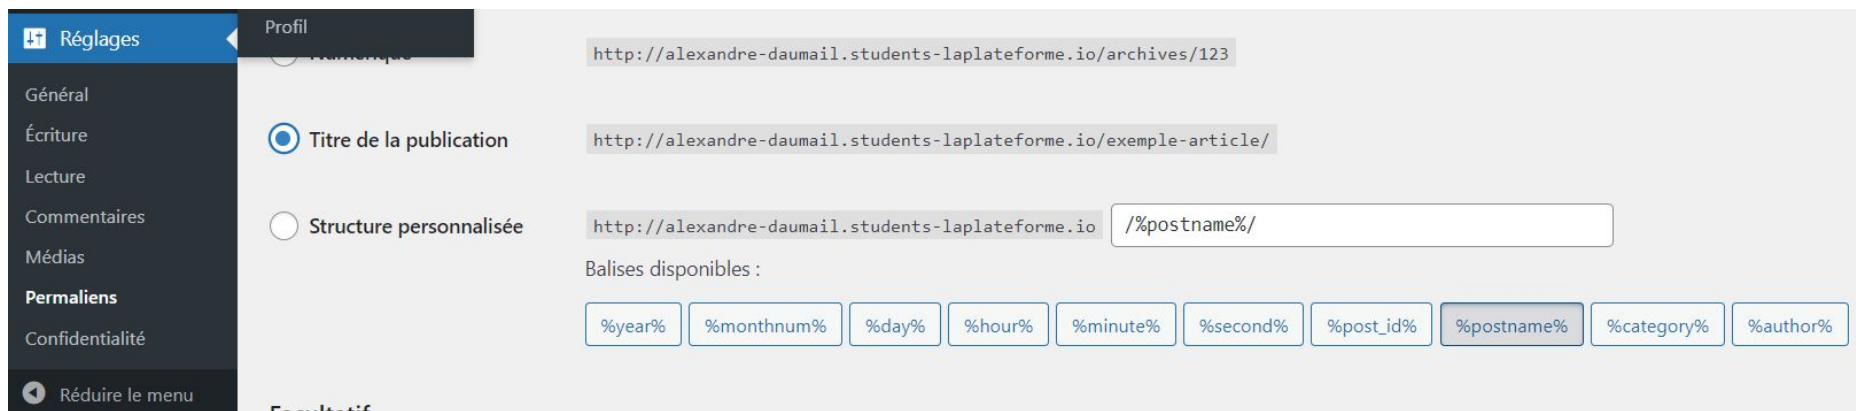 Réglages
Profil
Général
Écriture
Lecture
Commentaires
Médias
Permaliens
Confidentialité
Réduire le menu
Numérique
http://alexandre-daumail.students-laplateforme.io/archives/123
Titre de la publication
http://alexandre-daumail.students-laplateforme.io/exemple-article/
Structure personnalisée
http://alexandre-daumail.students-laplateforme.io
/%postname%/
Balises disponibles :
%year% %monthnum% %day% %hour% %minute% %second% %post_id% %postname% %category% %author%
Facultatif